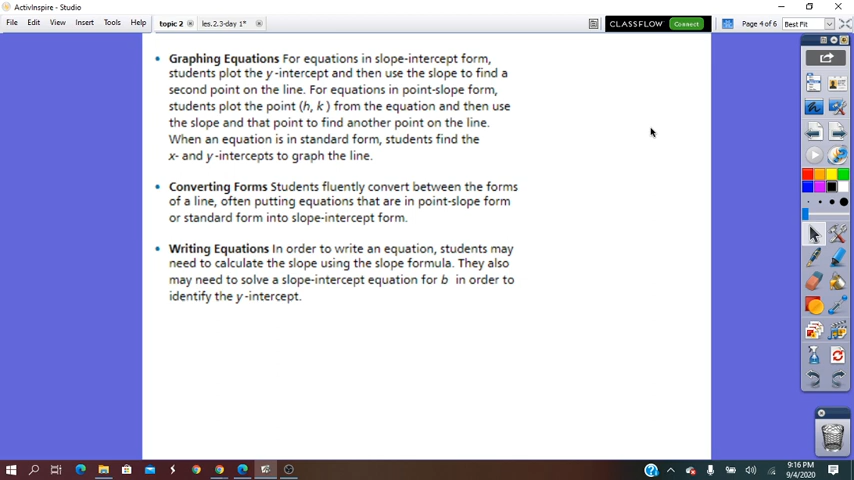 ActivInspire - Studio
File Edit View Insert Tools Help
topic 2
les.2.3-day 1*
CLASSFLOW Connect
Page 4 of 6
Best Fit
• Graphing Equations For equations in slope-intercept form,
students plot the y-intercept and then use the slope to find a
second point on the line. For equations in point-slope form,
students plot the point (h, k) from the equation and then use
the slope and that point to find another point on the line.
When an equation is in standard form, students find the
x- and y-intercepts to graph the line.
• Converting Forms Students fluently convert between the forms
of a line, often putting equations that are in point-slope form
or standard form into slope-intercept form.
• Writing Equations In order to write an equation, students may
need to calculate the slope using the slope formula. They also
may need to solve a slope-intercept equation for b in order to
identify the y-intercept.
9:16 PM
9/4/2020